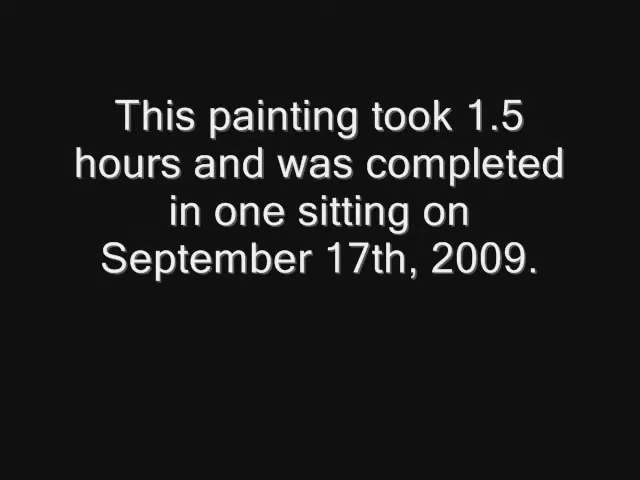 This painting took 1.5
hours and was completed
in one sitting on
September 17th, 2009.